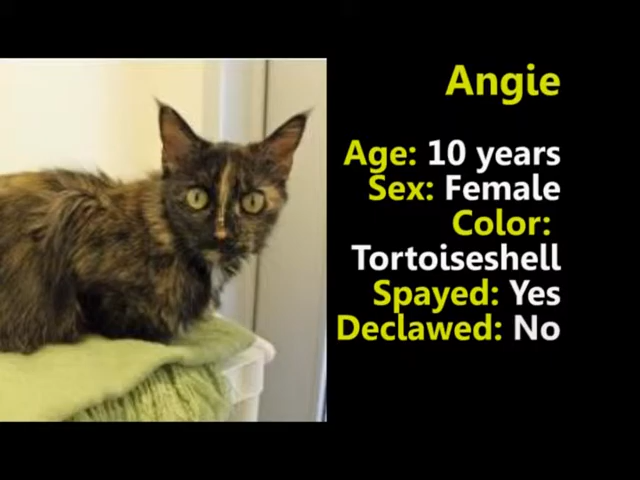 Angie
Age: 10 years
Sex: Female
Color:
Tortoiseshell
Spayed: Yes
Declawed: No